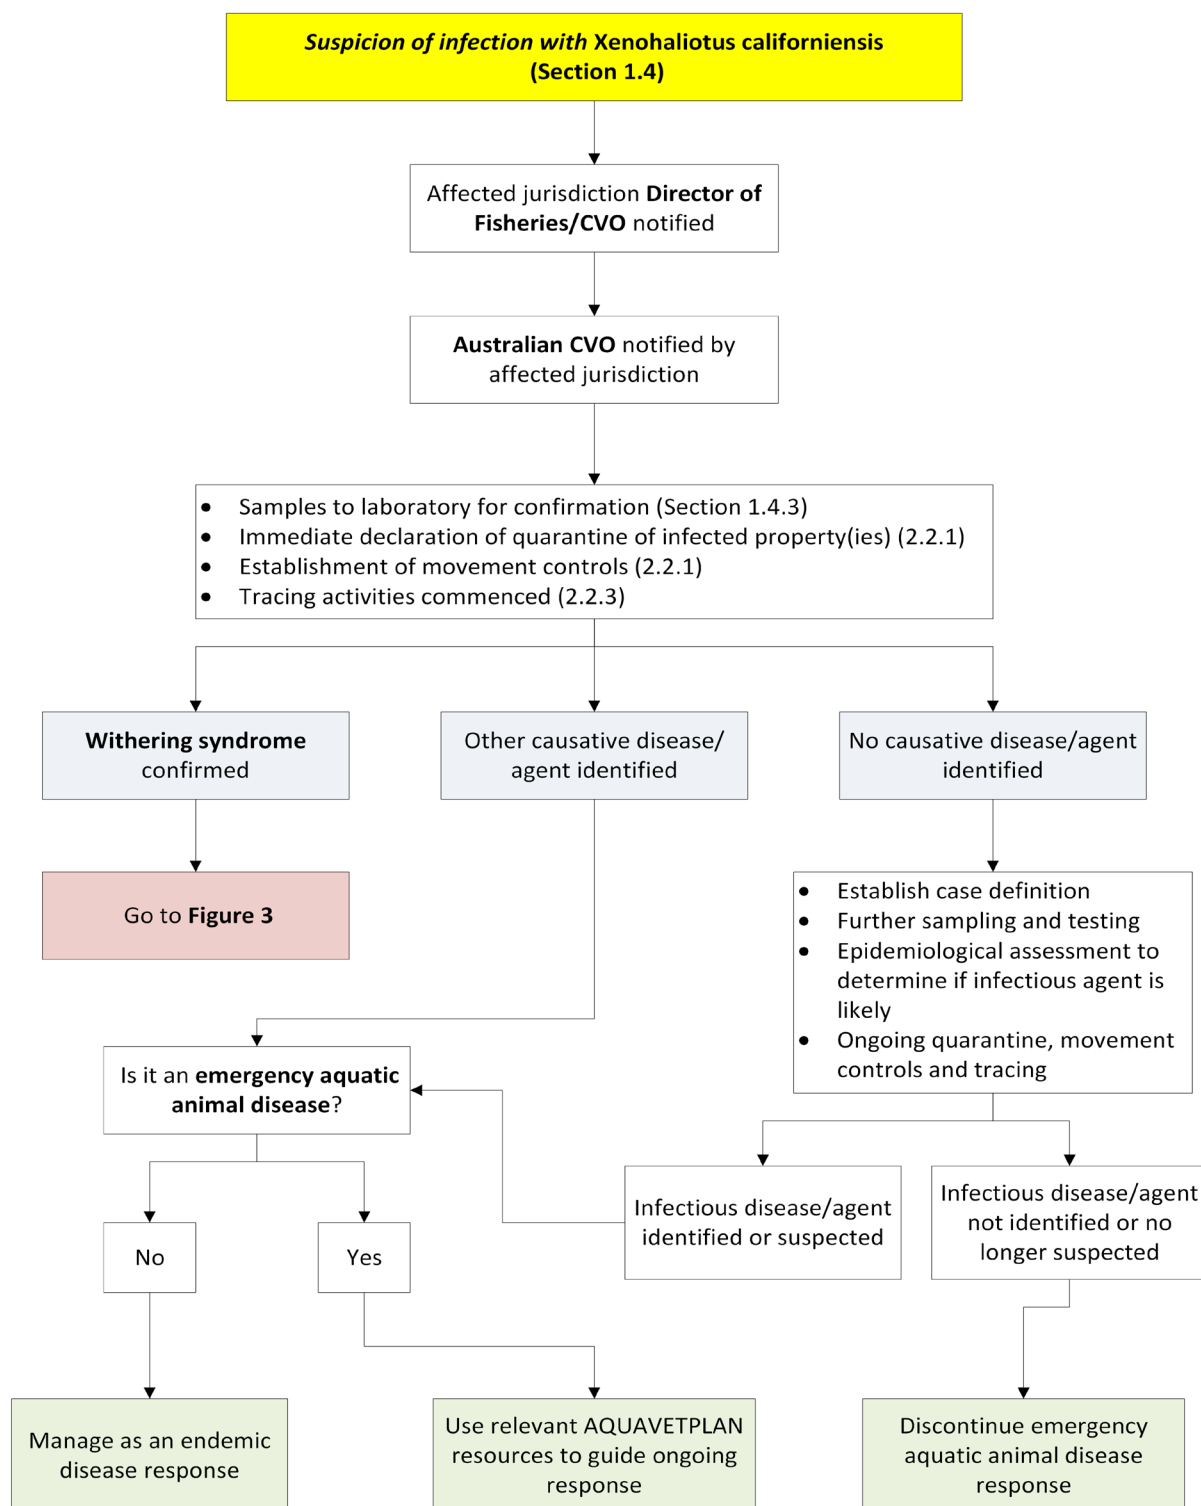 Suspicion of infection with Xenohaliotus californiensis
(Section 1.4)
Affected jurisdiction Director of
Fisheries/CVO notified
Australian CVO notified by
affected jurisdiction
• Samples to laboratory for confirmation (Section 1.4.3)
• Immediate declaration of quarantine of infected property(ies) (2.2.1)
• Establishment of movement controls (2.2.1)
• Tracing activities commenced (2.2.3)
Withering syndrome
confirmed
Other causative disease/
agent identified
No causative disease/agent
identified
Go to Figure 3
• Establish case definition
• Further sampling and testing
• Epidemiological assessment to
determine if infectious agent is
likely
• Ongoing quarantine, movement
controls and tracing
Is it an emergency aquatic
animal disease?
No
Yes
Infectious disease/agent
identified or suspected
Infectious disease/agent
not identified or no
longer suspected
Manage as an endemic
disease response
Use relevant AQUAVETPLAN
resources to guide ongoing
response
Discontinue emergency
aquatic animal disease
response